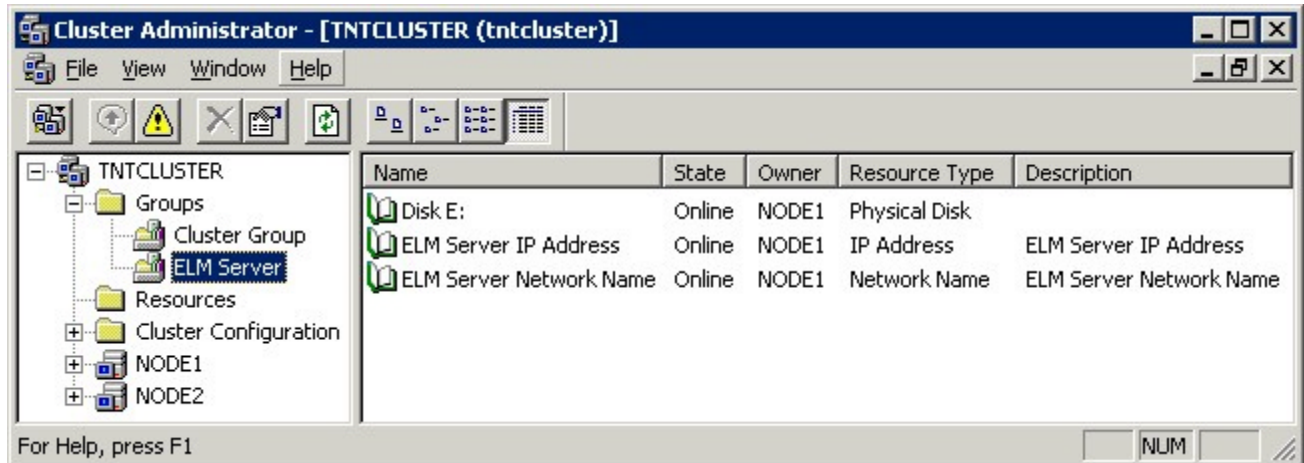 Cluster Administrator - [TNTCLUSTER (tntcluster)]
File View Window Help
TNTCLUSTER
Groups
Cluster Group
ELM Server
Resources
Cluster Configuration
NODE1
NODE2
Name State Owner Resource Type Description
Disk E: Online NODE1 Physical Disk
ELM Server IP Address Online NODE1 IP Address ELM Server IP Address
ELM Server Network Name Online NODE1 Network Name ELM Server Network Name
For Help, press F1 NUM